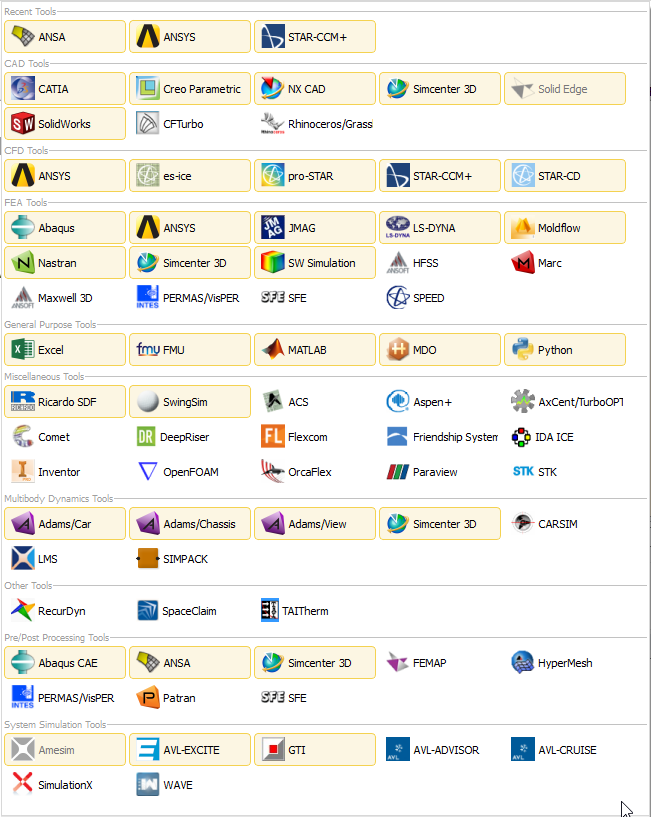 Recent Tools
ANSA ANSYS STAR-CCM+
CAD Tools
CATIA Creo Parametric NX CAD Simcenter 3D Solid Edge
SolidWorks CFTurbo Rhinoceros/Grass
CFD Tools
ANSYS es-ice pro-STAR STAR-CCM+ STAR-CD
FEA Tools
Abaqus ANSYS JMAG LS-DYNA Moldflow
Nastran Simcenter 3D SW Simulation HFSS Marc
Maxwell 3D PERMAS/VisPER SFE SPEED
General Purpose Tools
Excel FMU MATLAB MDO Python
Miscellaneous Tools
Ricardo SDF SwingSim ACS Aspen+ AxCent/TurboOPT
Comet DeepRiser Flexcom Friendship System IDA ICE
Inventor OpenFOAM OrcaFlex Paraview STK
Multibody Dynamics Tools
Adams/Car Adams/Chassis Adams/View Simcenter 3D CARSIM
LMS SIMPACK
Other Tools
RecurDyn SpaceClaim TAITherm
Pre/Post Processing Tools
Abaqus CAE ANSA Simcenter 3D FEMAP HyperMesh
PERMAS/VisPER Patran SFE
System Simulation Tools
Amesim AVL-EXCITE GTI AVL-ADVISOR AVL-CRUISE
SimulationX WAVE